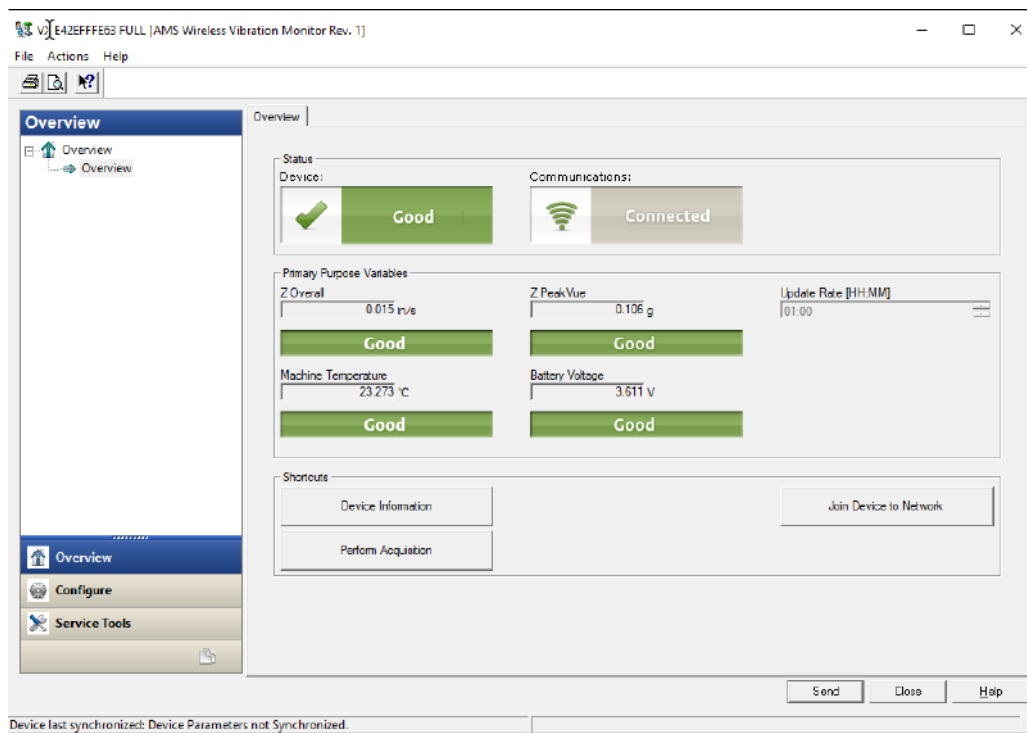 E42EFFFE63 FULL [AMS Wireless Vibration Monitor Rev. 1]
File Actions Help
Overview
Overview
Overview
Overview
Status
Device:
Communications:
Good
Connected
Primary Purpose Variables
Z Overall
Z PeakVue
Update Rate [HH:MM]
0.015 in/s
0.106 g
01:00
Good
Good
Machine Temperature
Battery Voltage
23.273 °C
3.611 V
Good
Good
Shortcuts
Device Information
Join Device to Network
Perform Acquisition
Overview
Configure
Service Tools
Send
Close
Help
Device last synchronized: Device Parameters not Synchronized.